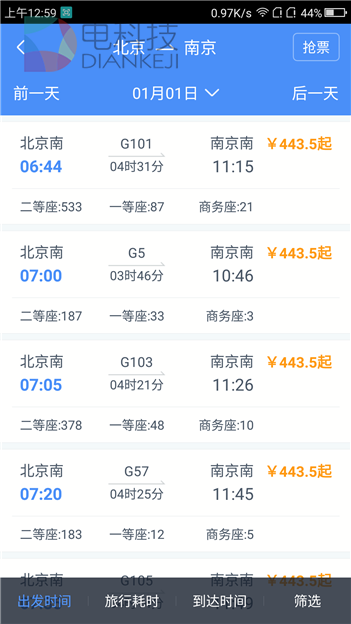 上午12:59 0.97K/s 44%
电科技
DIANKEJI
北京 — 南京 抢票
前一天 01月01日 后一天
北京南 G101 南京南 ¥443.5起
06:44 04时31分 11:15
二等座:533 一等座:87 商务座:21
北京南 G5 南京南 ¥443.5起
07:00 03时46分 10:46
二等座:187 一等座:33 商务座:3
北京南 G103 南京南 ¥443.5起
07:05 04时21分 11:26
二等座:378 一等座:48 商务座:10
北京南 G57 南京南 ¥443.5起
07:20 04时25分 11:45
二等座:183 一等座:12 商务座:5
北京南 G105 南京南 ¥443.5起
出发时间 旅行耗时 到达时间 筛选